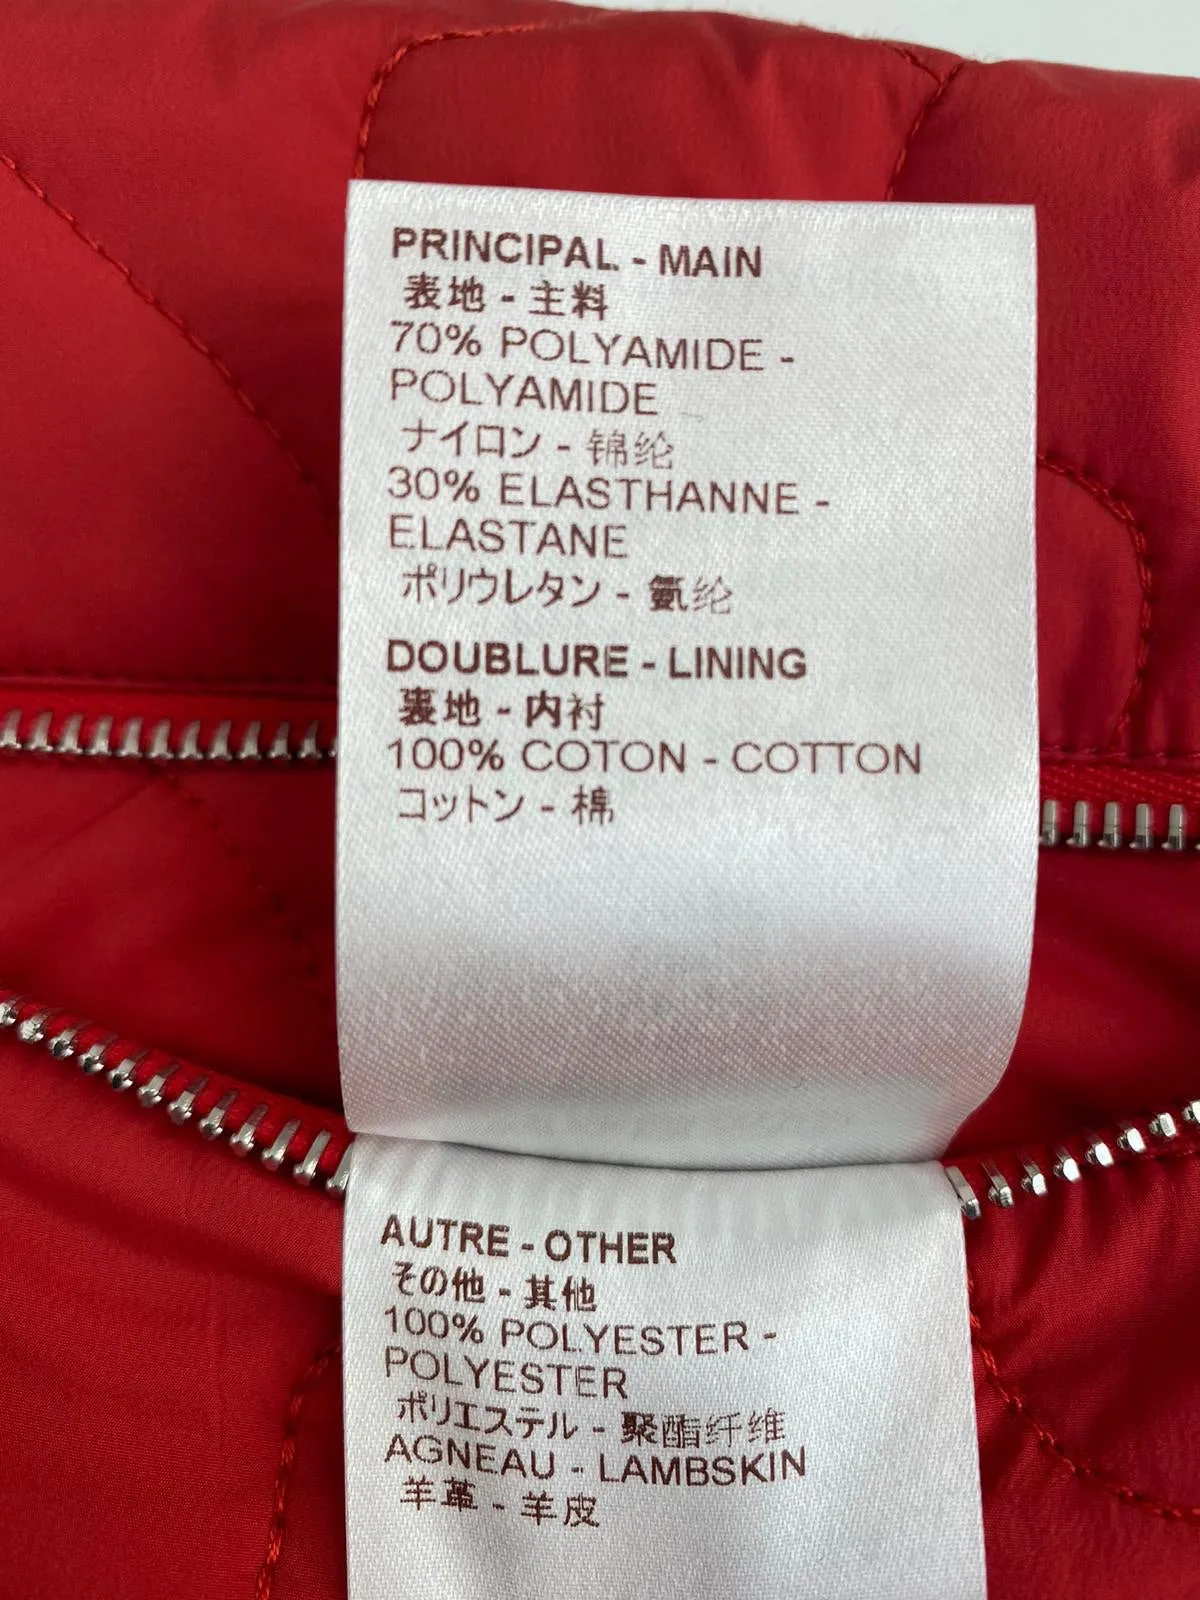 PRINCIPAL - MAIN
表地 - 主料
70% POLYAMIDE -
POLYAMIDE
ナイロン - 锦纶
30% ELASTHANNE -
ELASTANE
ポリウレタン - 氨纶
DOUBLURE - LINING
裏地 - 内衬
100% COTON - COTTON
コットン - 棉
AUTRE - OTHER
その他 - 其他
100% POLYESTER -
POLYESTER
ポリエステル - 聚酯纤维
AGNEAU - LAMBSKIN
羊革 - 羊皮